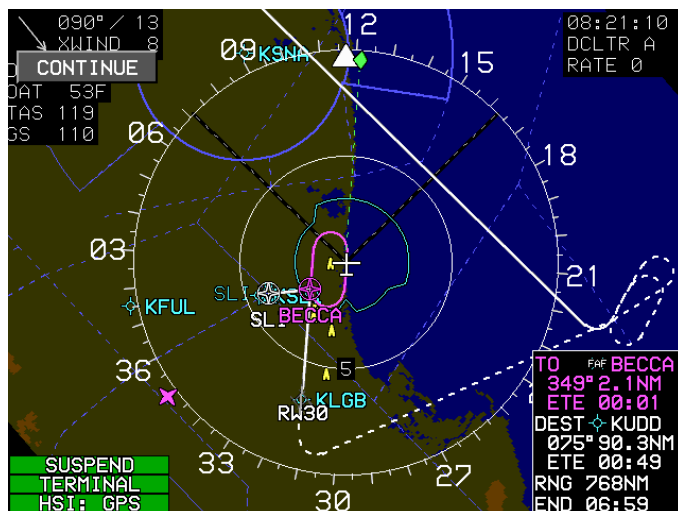 090° / 13
XWIND 8
CONTINUE
OAT 53F
TAS 119
GS 110
08:21:10
DCLTR A
RATE 0
09
KSNA
12
15
06
18
03
21
KFUL
SLI
BECCA
SLI
5
36
KLGB
RW30
33
30
27
TO FAF BECCA
349° 2.1NM
ETE 00:01
DEST KUDD
075° 90.3NM
ETE 00:49
RNG 768NM
END 06:59
SUSPEND
TERMINAL
HSI: GPS